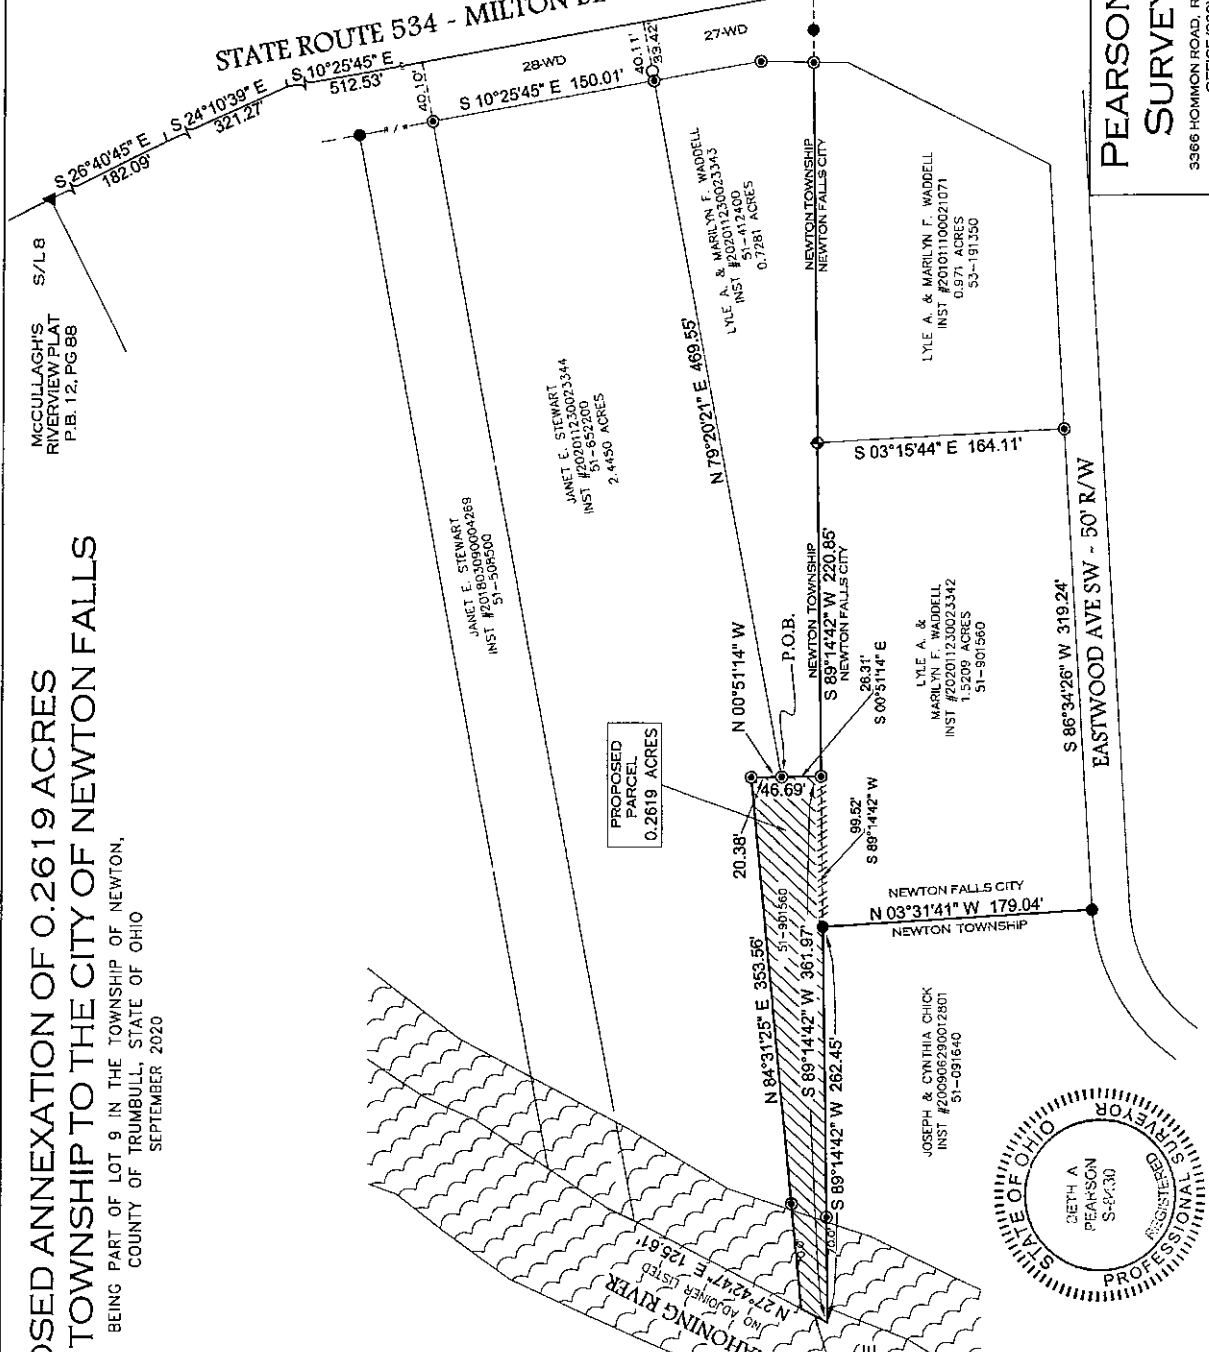 OSED ANNEXATION OF 0.2619 ACRES
TOWNSHIP TO THE CITY OF NEWTON FALLS
BEING PART OF LOT 9 IN THE TOWNSHIP OF NEWTON,
COUNTY OF TRUMBULL, STATE OF OHIO
SEPTEMBER 2020
McCULLAGH'S
RIVERVIEW PLAT
P.B. 12, PG 88
S/L 8
STATE ROUTE 534 - MILTON
S 26°40'45" E
182.09'
S 24°10'39" E
321.27'
S 10°25'45" E
512.53'
40.10'
28-WD
S 10°25'45" E 150.01'
40.11'
33.42'
27-WD
JANET E. STEWART
INST #201803090004269
51-508500
JANET E. STEWART
INST #202011230023344
51-652200
2.4450 ACRES
N 79°20'21" E 469.55'
LYLE A. & MARILYN F. WADDELL
INST #202011230023343
51-412400
0.7281 ACRES
NEWTON TOWNSHIP
NEWTON FALLS CITY
LYLE A. & MARILYN F. WADDELL
INST #201011100021071
0.971 ACRES
53-191350
S 03°15'44" E 164.11'
NEWTON TOWNSHIP
S 89°14'42" W 220.85'
NEWTON FALLS CITY
LYLE A. &
MARILYN F. WADDELL
INST #202011230023342
1.5209 ACRES
51-901560
S 86°34'26" W 319.24'
EASTWOOD AVE SW ~ 50' R/W
PROPOSED
PARCEL
0.2619 ACRES
N 00°51'14" W
P.O.B.
26.31'
S 00°51'14" E
46.69'
20.38'
99.52'
S 89°14'42" W
51-901560
N 84°31'25" E 353.56'
S 89°14'42" W 361.97'
S 89°14'42" W 262.45'
NEWTON FALLS CITY
N 03°31'41" W 179.04'
NEWTON TOWNSHIP
JOSEPH & CYNTHIA CHICK
INST #200906290012801
51-091640
N 27°42'47" E 125.61'
NO ADJOINER LISTED
AHONING RIVER
STATE OF OHIO
PEARSON
REGISTERED
PROFESSIONAL SURVEYOR
PEARSON
SURVEY
3366 HOMMON ROAD,